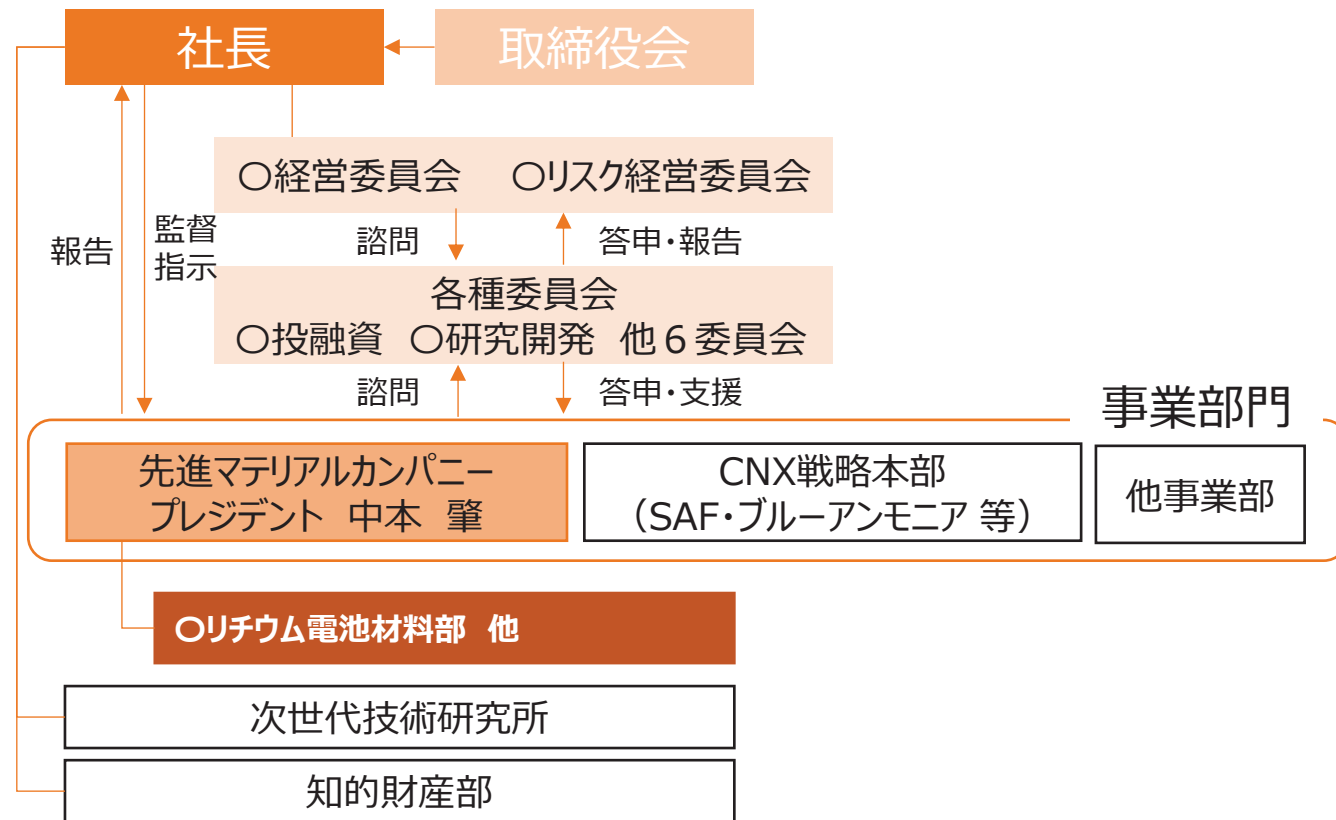 社長
取締役会
〇経営委員会 〇リスク経営委員会
報告
監督
指示
諮問
答申・報告
各種委員会
〇投融資 〇研究開発 他6委員会
諮問
答申・支援
事業部門
先進マテリアルカンパニー
プレジデント 中本 肇
CNX戦略本部
（SAF・ブルーアンモニア 等）
他事業部
〇リチウム電池材料部 他
次世代技術研究所
知的財産部